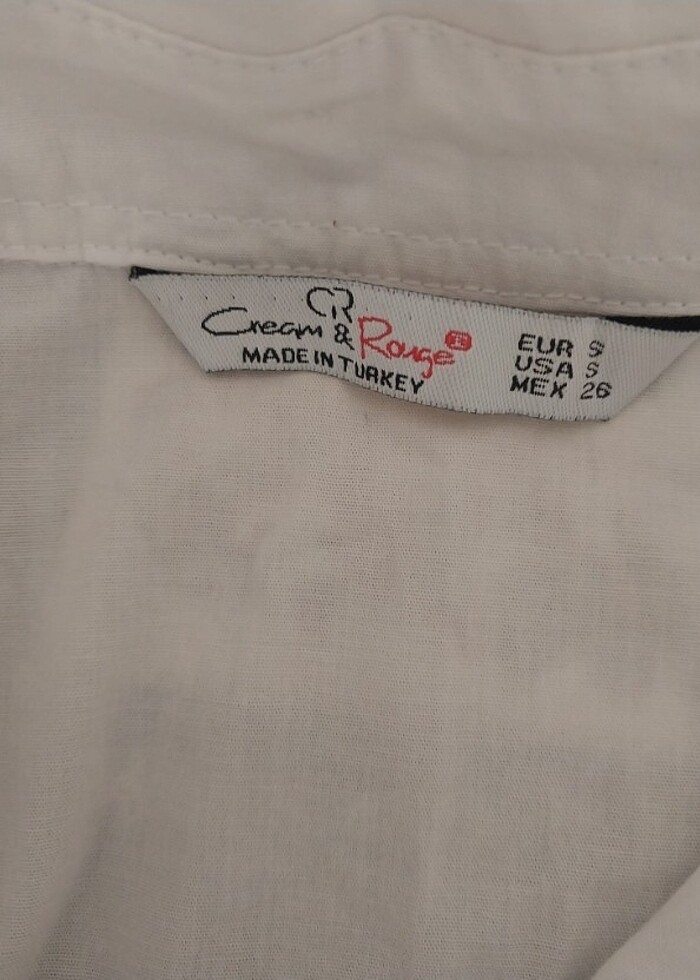 CR
Cream & Rouge
MADE IN TURKEY
EUR S
USA S
MEX 26